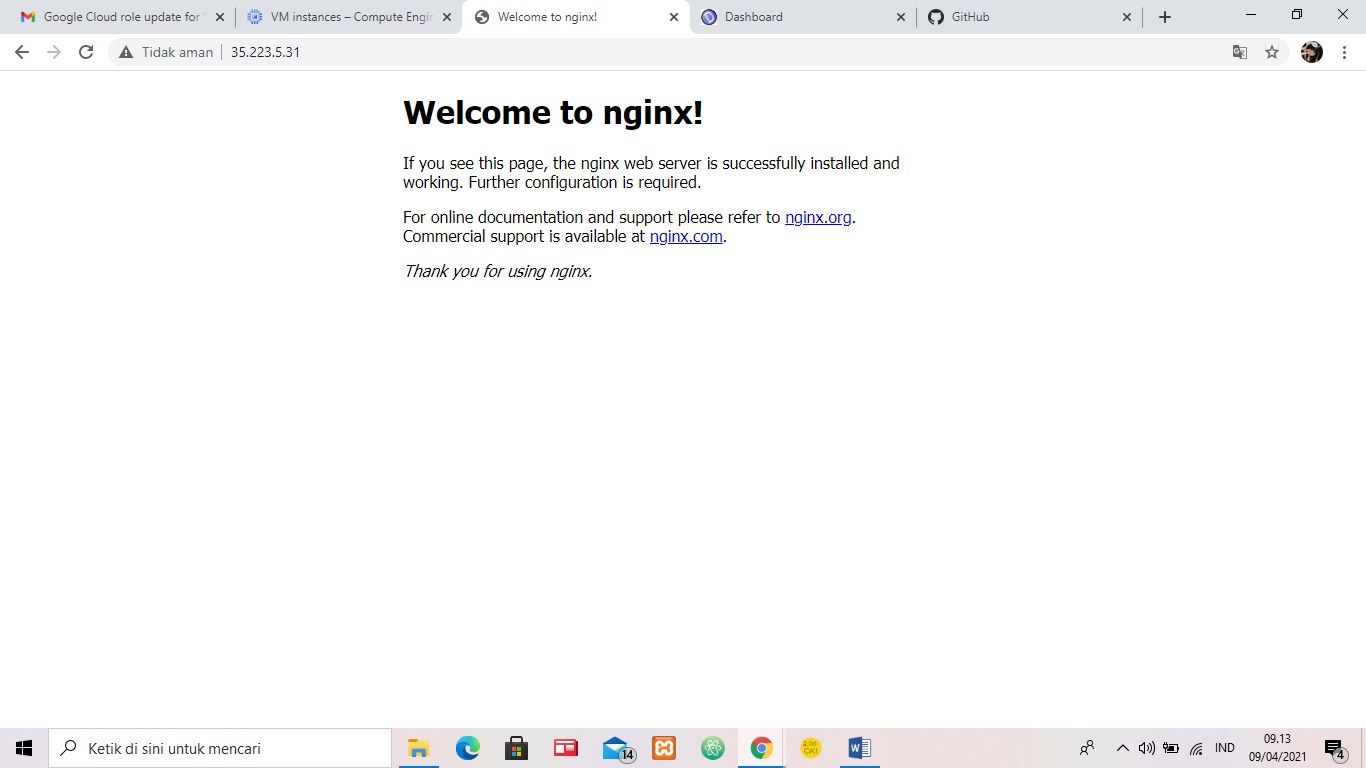 Google Cloud role update for
VM instances – Compute Engin
Welcome to nginx!
Dashboard
GitHub
Tidak aman
35.223.5.31
Welcome to nginx!
If you see this page, the nginx web server is successfully installed and
working. Further configuration is required.
For online documentation and support please refer to nginx.org.
Commercial support is available at nginx.com.
Thank you for using nginx.
Ketik di sini untuk mencari
14
IND
09.13
09/04/2021
4